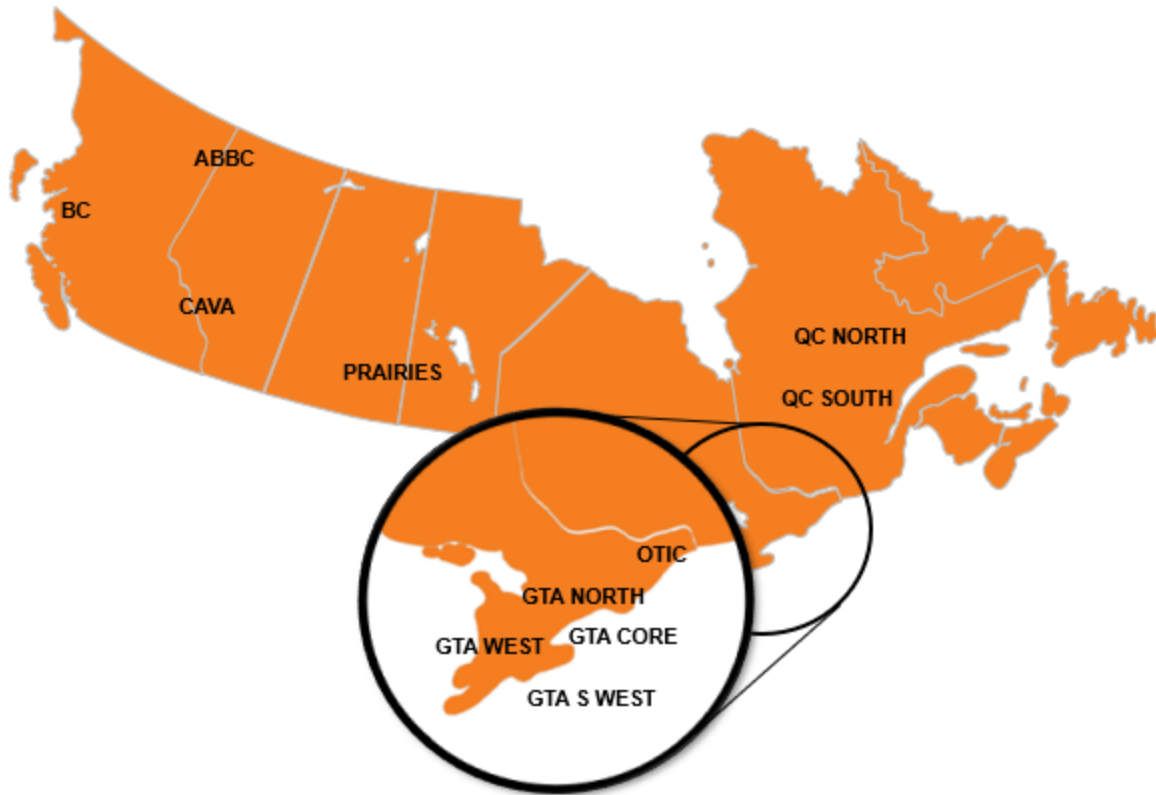 ABBC
BC
CAVA
QC NORTH
PRAIRIES
QC SOUTH
OTIC
GTA NORTH
GTA CORE
GTA WEST
GTA S WEST